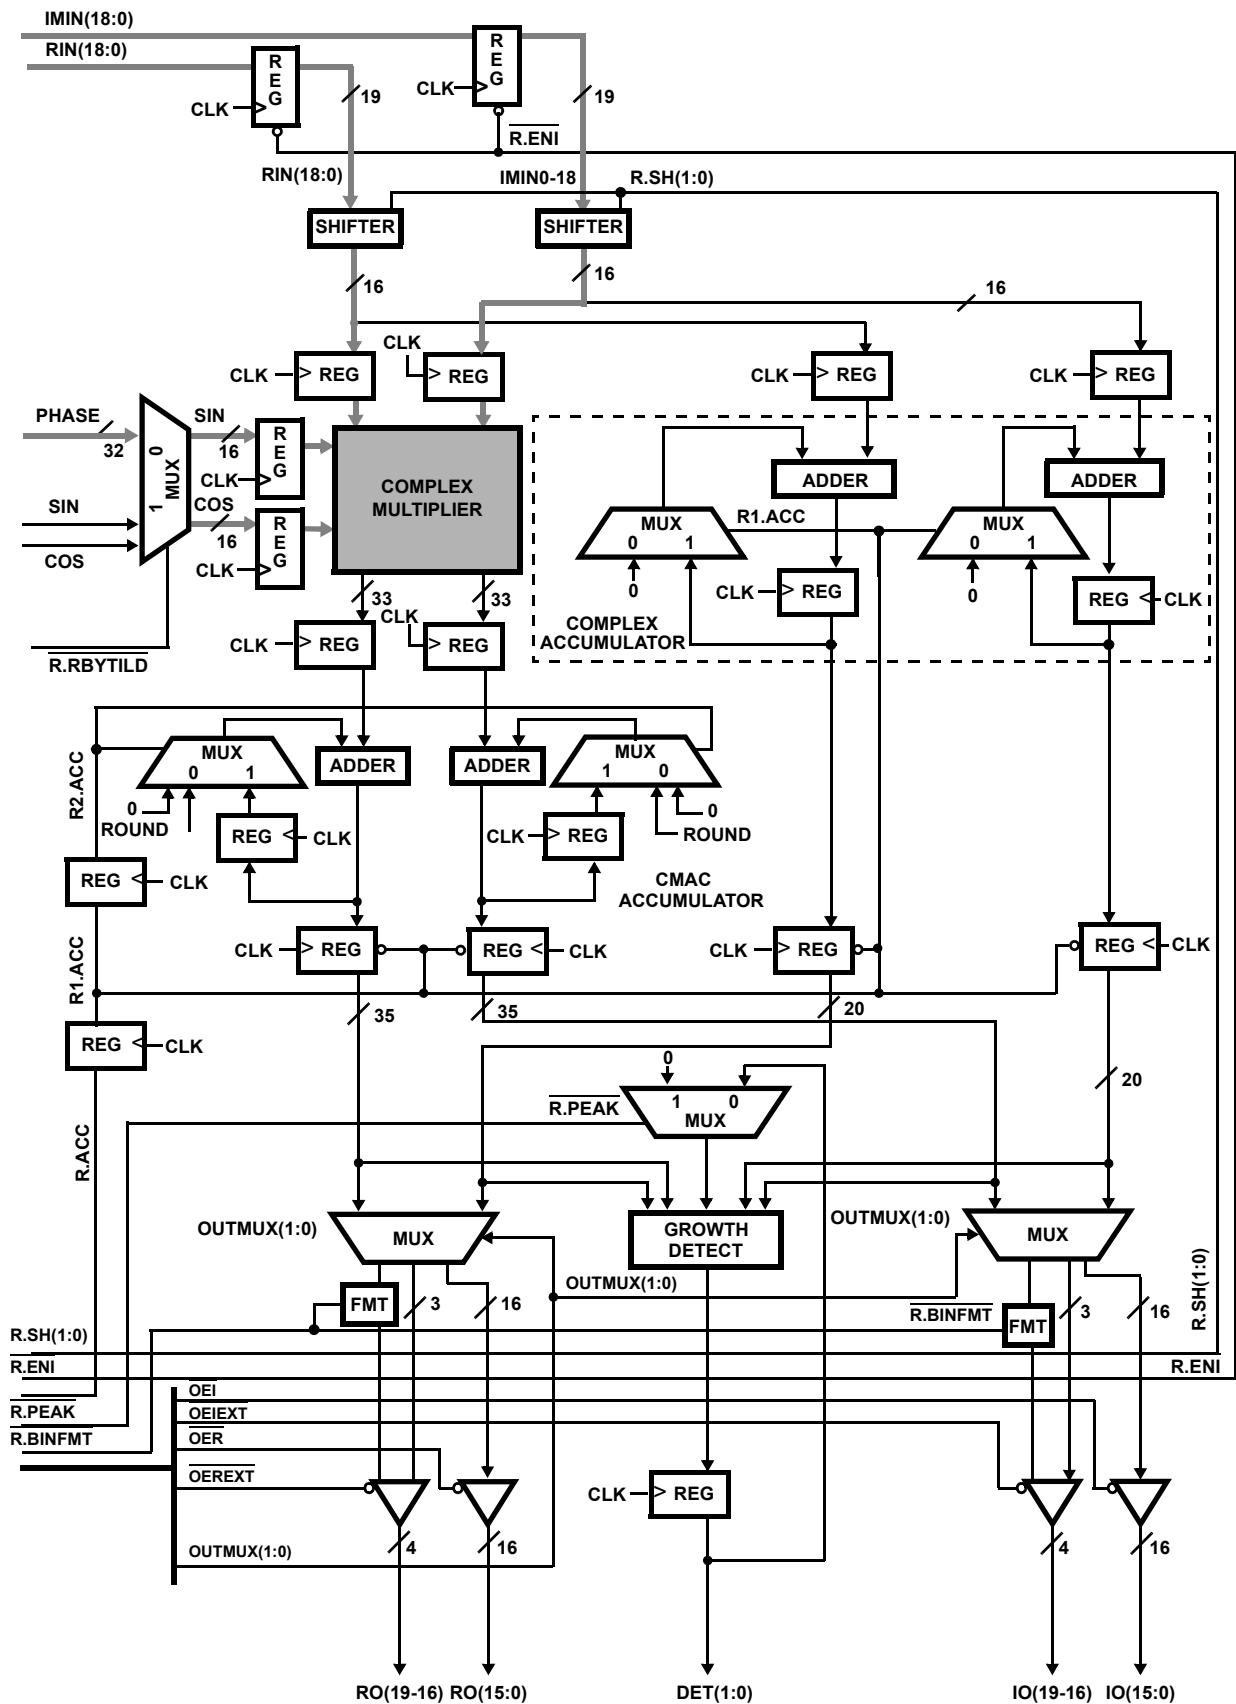 IMIN(18:0)
RIN(18:0)
REG
REG
CLK
CLK
19
19
R.ENI
RIN(18:0)
IMIN0-18
R.SH(1:0)
SHIFTER
SHIFTER
16
16
16
CLK
CLK
> REG
> REG
CLK
> REG
CLK
> REG
PHASE
32
SIN
16
REG
CLK
0
MUX
1
SIN
COS
COS
16
REG
CLK
COMPLEX
MULTIPLIER
ADDER
ADDER
MUX
0 1
R1.ACC
MUX
0 1
0
0
CLK
> REG
REG <
CLK
COMPLEX
ACCUMULATOR
33
33
CLK
CLK
> REG
> REG
R.RBYTILD
R2.ACC
MUX
0 1
ADDER
ADDER
MUX
1 0
0
ROUND
REG <
CLK
CLK
> REG
0
ROUND
REG <
CLK
CMAC
ACCUMULATOR
CLK
> REG
REG <
CLK
CLK
> REG
REG <
CLK
R1.ACC
35
35
20
REG <
CLK
0
20
R.PEAK
1 0
MUX
R.ACC
OUTMUX(1:0)
MUX
GROWTH
DETECT
OUTMUX(1:0)
MUX
OUTMUX(1:0)
FMT
3
16
R.BINFMT
FMT
3
16
R.SH(1:0)
R.SH(1:0)
R.ENI
R.ENI
OEI
R.PEAK
OEIEXT
R.BINFMT
OER
OEREXT
CLK
> REG
4
16
4
16
OUTMUX(1:0)
RO(19-16)
RO(15:0)
DET(1:0)
IO(19-16)
IO(15:0)